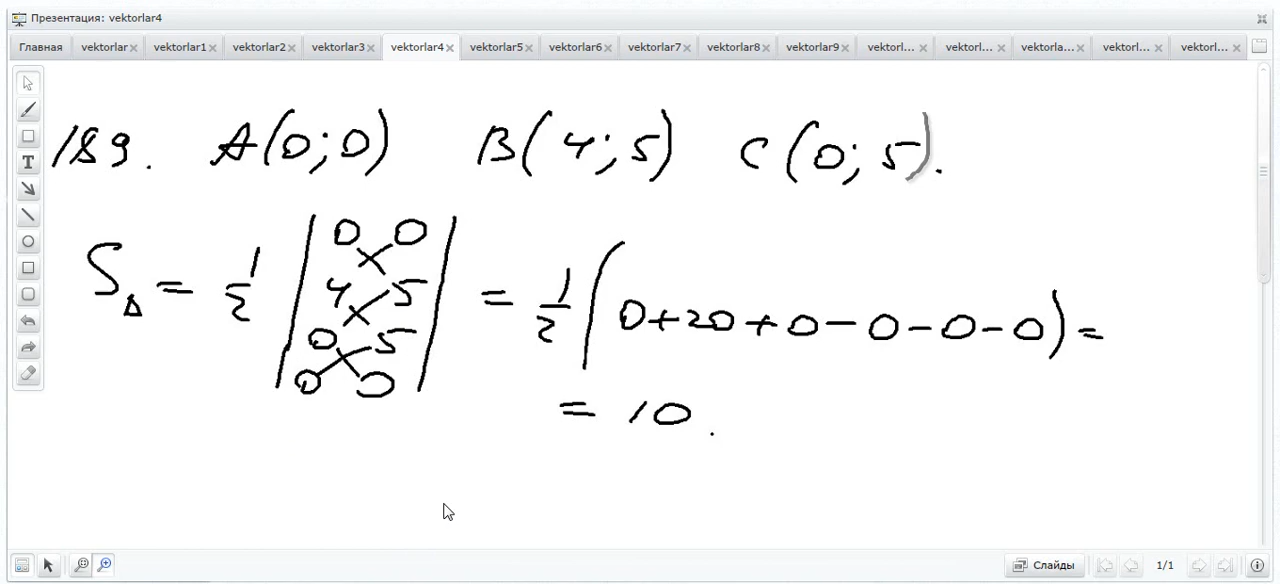 Презентация: vektorlar4
Главная vektorlar vektorlar1 vektorlar2 vektorlar3 vektorlar4 vektorlar5 vektorlar6 vektorlar7 vektorlar8 vektorlar9 vektorl... vektorl... vektorla... vektorl... vektorl...
T
189. A(0;0) B(4;5) C(0;5).
S△ = 1/2 | 0 0
4 5
0 5
0 0 | = 1/2 (0+20+0-0-0-0) =
= 10.
Слайды 1/1